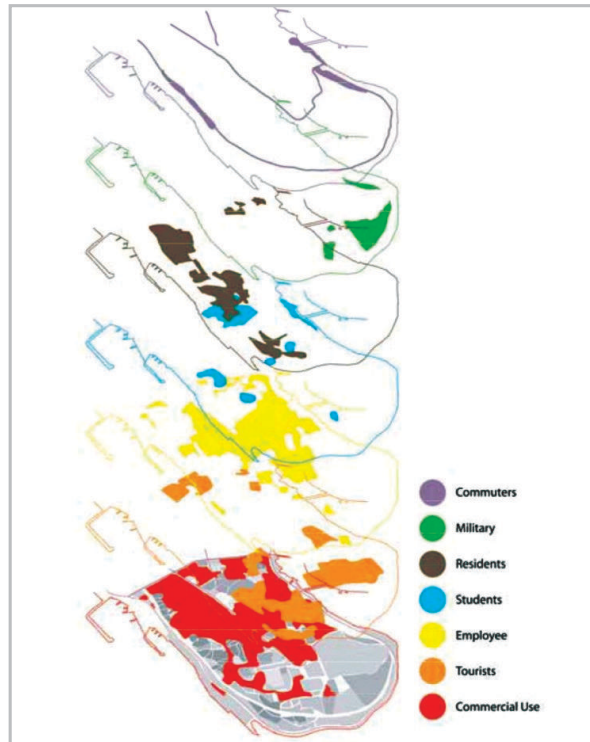 Commuters
Military
Residents
Students
Employee
Tourists
Commercial Use